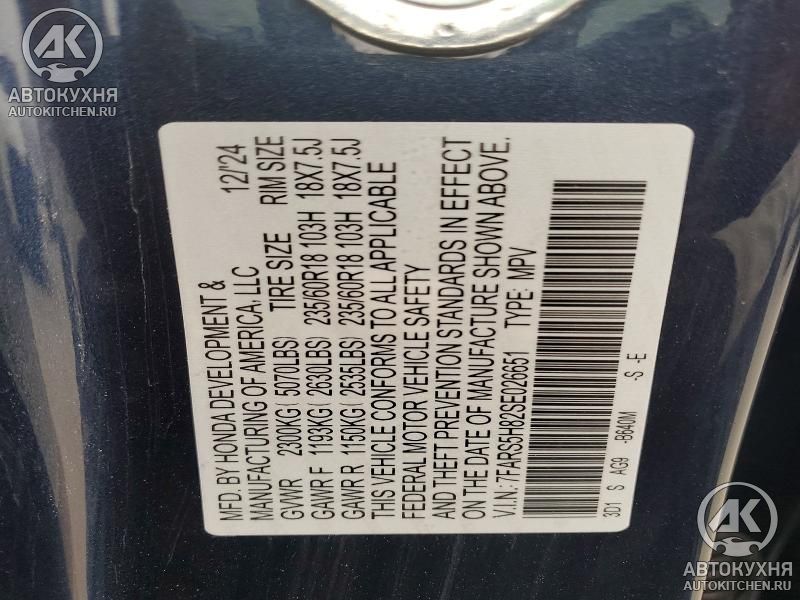 AK
АВТОКУХНЯ
AUTOKITCHEN.RU
MFD. BY HONDA DEVELOPMENT & 12/'24
MANUFACTURING OF AMERICA, LLC
TIRE SIZE RIM SIZE
GVWR 2300KG ( 5070LBS)
GAWR F 1193KG ( 2630LBS) 235/60R18 103H 18X7.5J
GAWR R 1150KG ( 2535LBS) 235/60R18 103H 18X7.5J
THIS VEHICLE CONFORMS TO ALL APPLICABLE
FEDERAL MOTOR VEHICLE SAFETY
AND THEFT PREVENTION STANDARDS IN EFFECT
ON THE DATE OF MANUFACTURE SHOWN ABOVE.
V.I.N.: 7FARS5H82SE026651 TYPE: MPV
3D1 S AG9 -B640M -S -E
AK
АВТОКУХНЯ
AUTOKITCHEN.RU